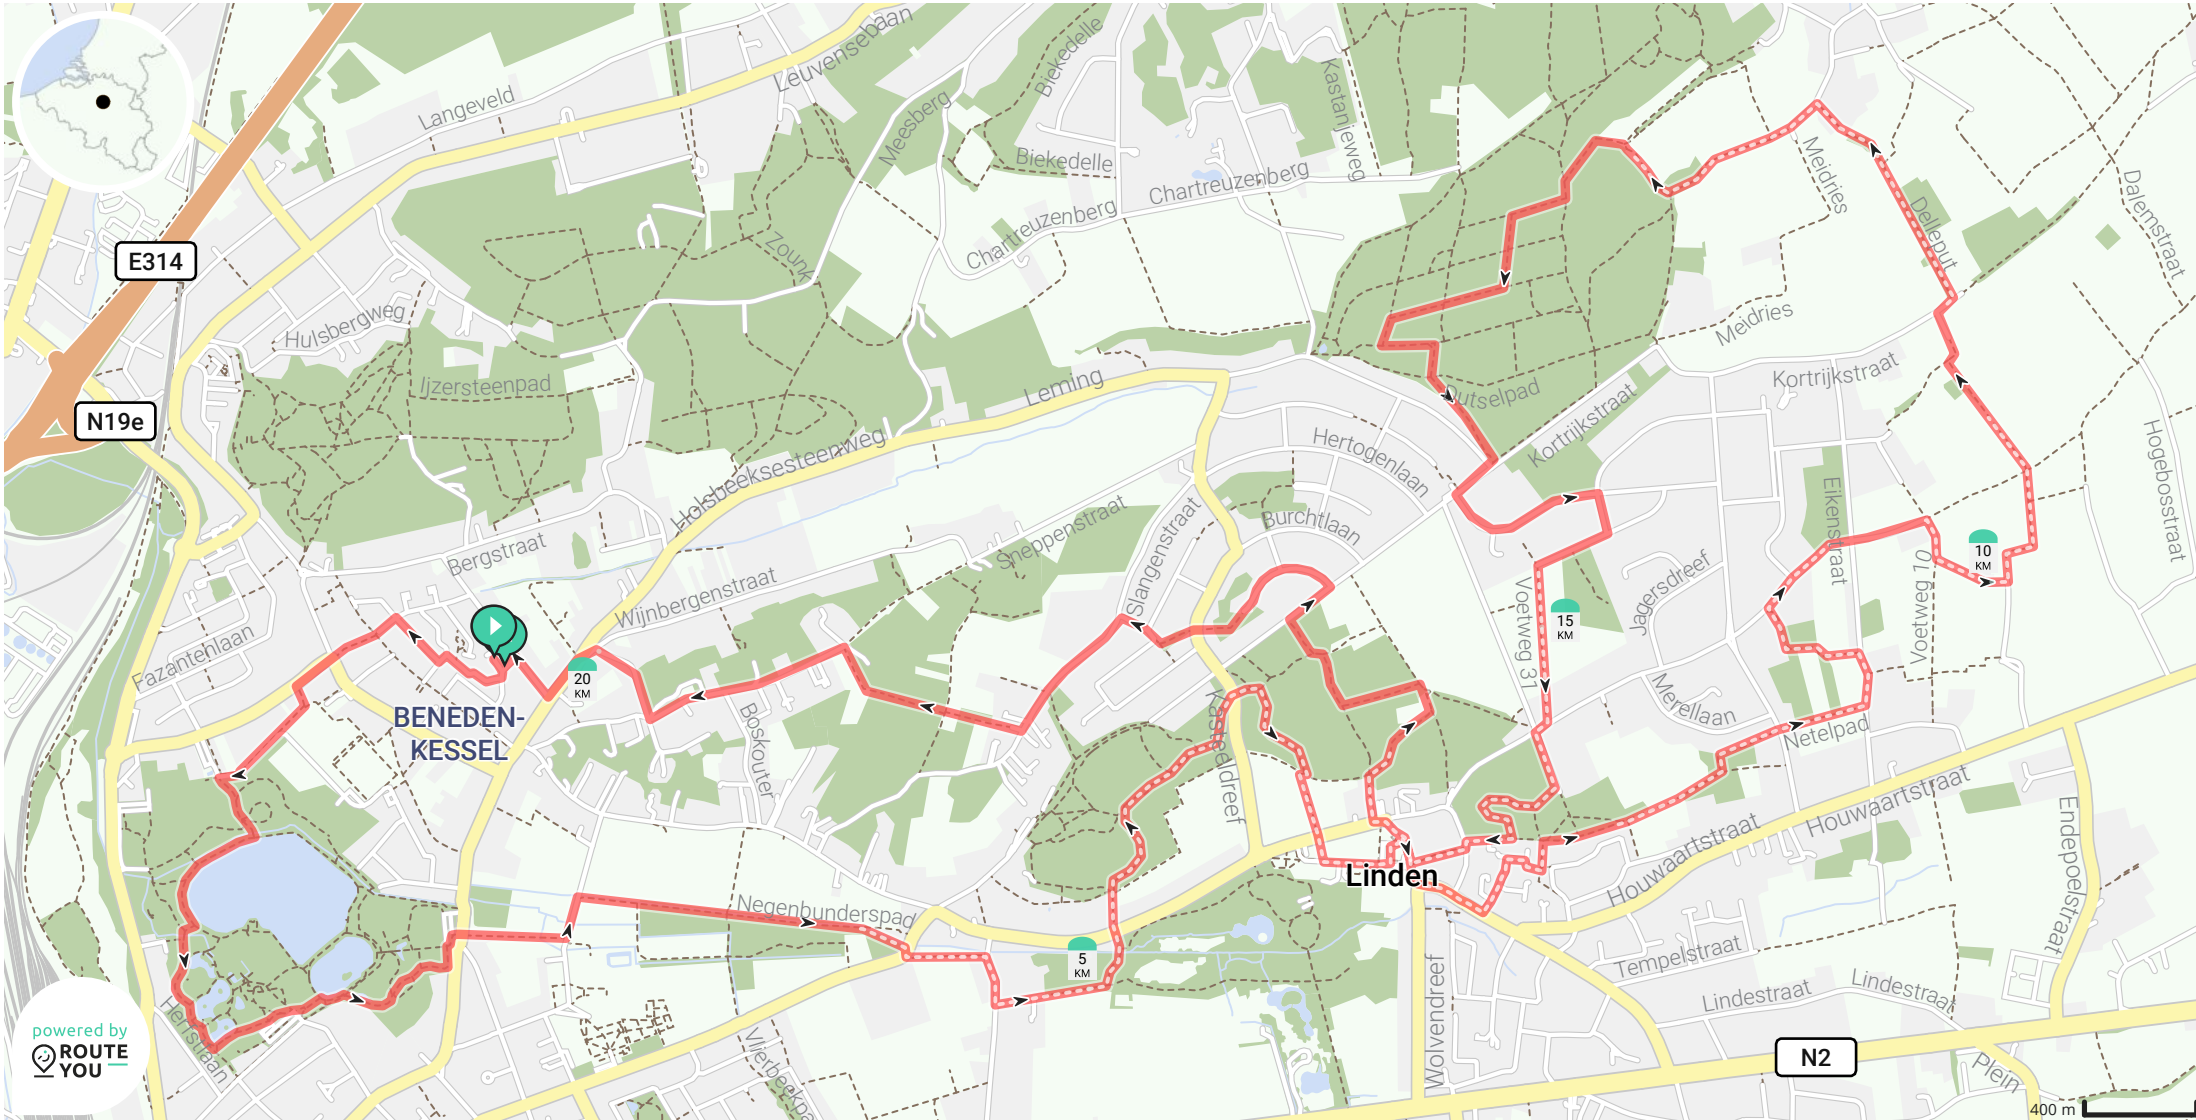 Leuvensebaan
Langeveld
Biekedelle
Kastanjeweg
Meesberg
Biekedelle
Chartreuzenberg
Meidries
Dalemstraat
Chartreuzenberg
Delleput
Zounk
E314
Hulsbergweg
Meidries
Ijzersteenpad
Leming
Kortrijkstraat
Dutselpad
N19e
Kortrijkstraat
Holsbeeksesteenweg
Hertogenlaan
Hogebosstraat
Eikenstraat
Sneppenstraat
Slangenstraat
Burchtlaan
Bergstraat
10
KM
Wijnbergenstraat
Jagersdreef
Voetweg 10
Voetweg 31
15
KM
Fazantenlaan
20
KM
Merellaan
BENEDEN-
KESSEL
Boskouter
Kasteeldreef
Netelpad
Houwaartstraat
Houwaartstraat
Endepoelstraat
Linden
Negenbunderspad
5
KM
Tempelstraat
Wolvendreef
Lindestraat
Lindestraat
Hertstraat
Vlierbeekpa
N2
Plein
powered by
ROUTE
YOU
400 m